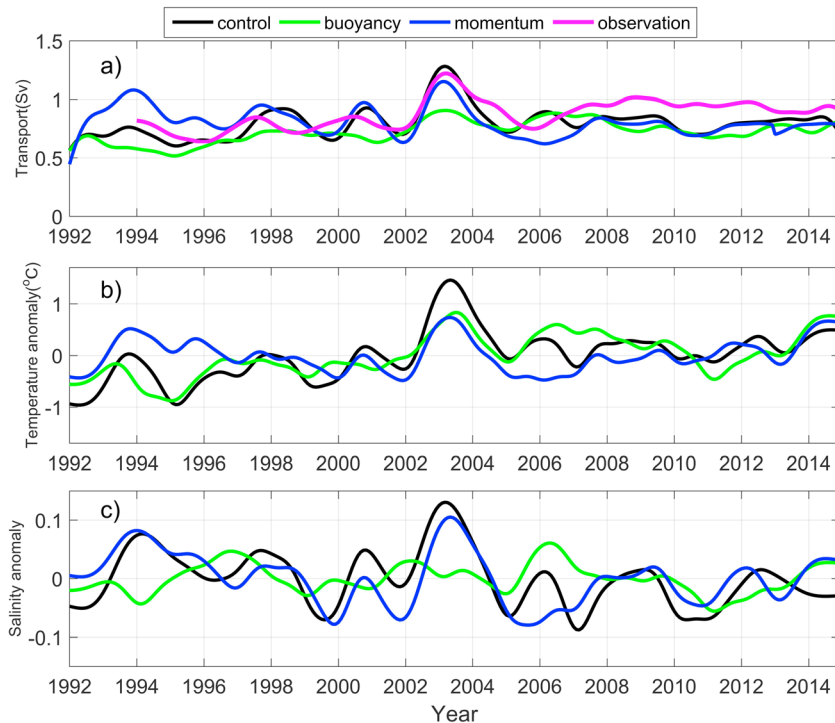 control buoyancy momentum observation
a)
Transport(Sv)
1.5
1
0.5
0
1992 1994 1996 1998 2000 2002 2004 2006 2008 2010 2012 2014
b)
Temperature anomaly(°C)
1
0
-1
1992 1994 1996 1998 2000 2002 2004 2006 2008 2010 2012 2014
c)
Salinity anomaly
0.1
0
-0.1
1992 1994 1996 1998 2000 2002 2004 2006 2008 2010 2012 2014
Year